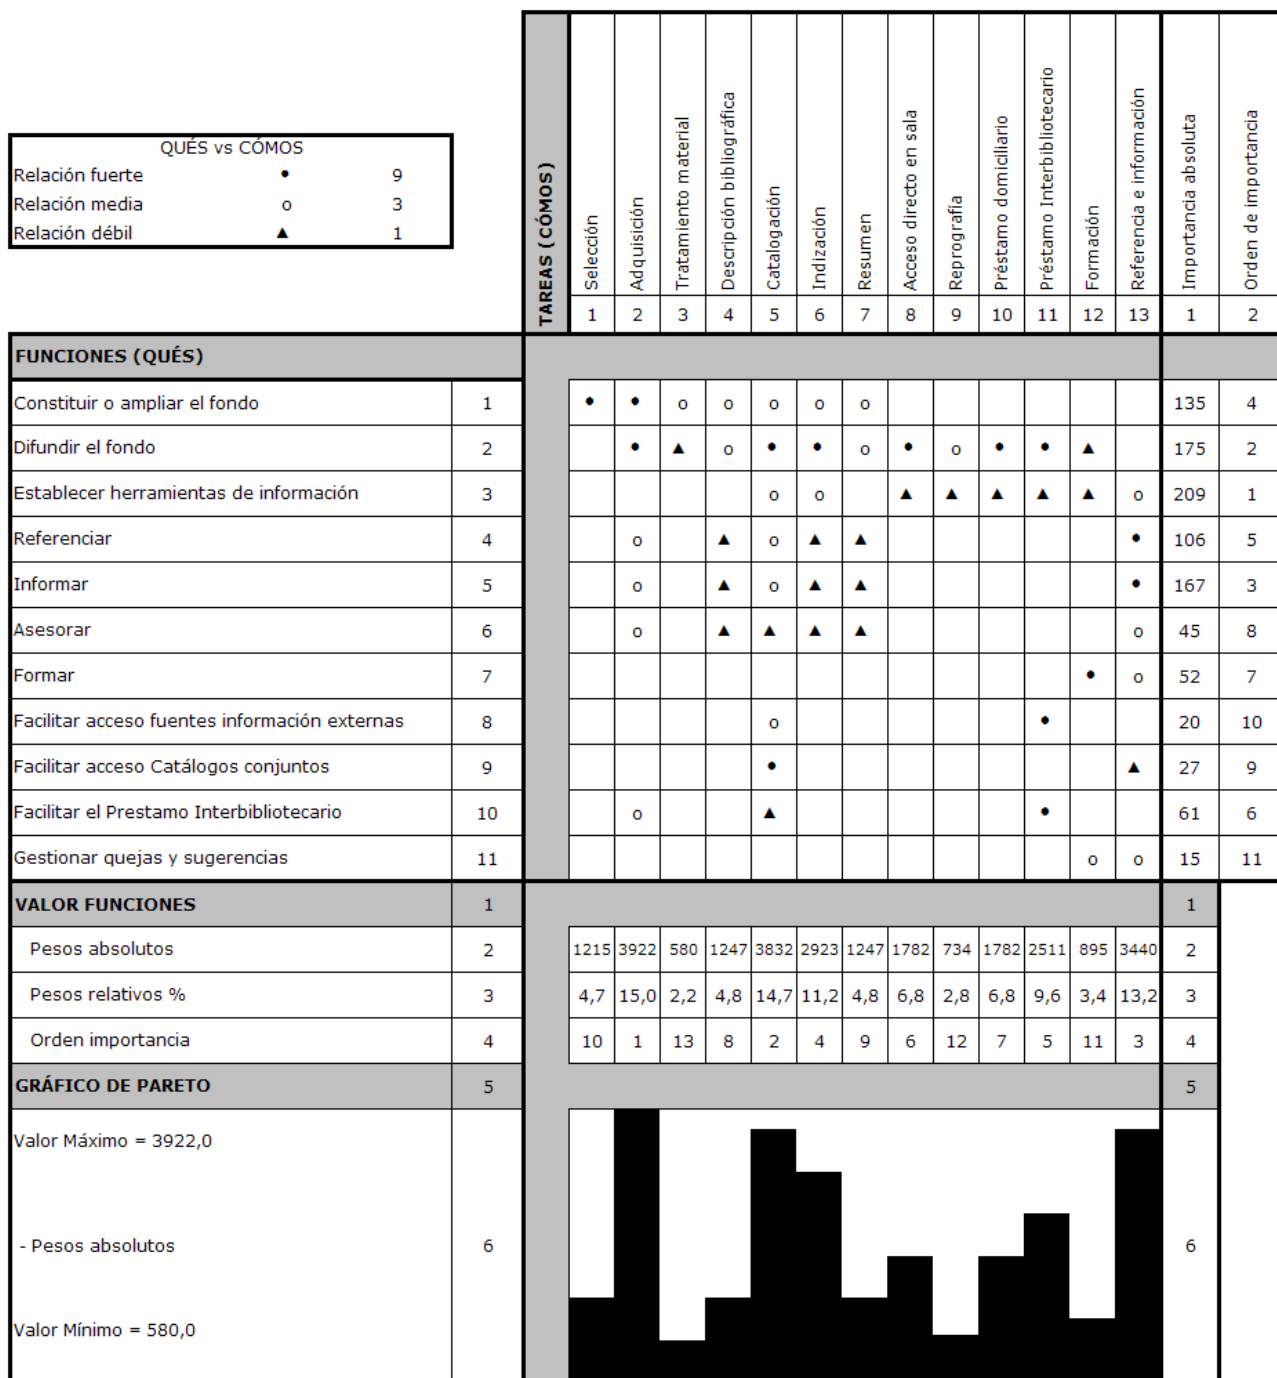 QUÉS vs CÓMOS
Relación fuerte • 9
Relación media o 3
Relación débil ▲ 1
TAREAS (CÓMOS)
Selección
Adquisición
Tratamiento material
Descripción bibliográfica
Catalogación
Indización
Resumen
Acceso directo en sala
Reprografía
Préstamo domiciliario
Préstamo Interbibliotecario
Formación
Referencia e información
Importancia absoluta
Orden de importancia
1 2 3 4 5 6 7 8 9 10 11 12 13 1 2
FUNCIONES (QUÉS)
Constituir o ampliar el fondo 1 • • o o o o o 135 4
Difundir el fondo 2 • ▲ o • • o • o • • ▲ 175 2
Establecer herramientas de información 3 o o ▲ ▲ ▲ ▲ ▲ o 209 1
Referenciar 4 o ▲ o ▲ ▲ • 106 5
Informar 5 o ▲ o ▲ ▲ • 167 3
Asesorar 6 o ▲ ▲ ▲ ▲ o 45 8
Formar 7 • o 52 7
Facilitar acceso fuentes información externas 8 o • 20 10
Facilitar acceso Catálogos conjuntos 9 • ▲ 27 9
Facilitar el Prestamo Interbibliotecario 10 o ▲ • 61 6
Gestionar quejas y sugerencias 11 o o 15 11
VALOR FUNCIONES 1 1
Pesos absolutos 2 1215 3922 580 1247 3832 2923 1247 1782 734 1782 2511 895 3440 2
Pesos relativos % 3 4,7 15,0 2,2 4,8 14,7 11,2 4,8 6,8 2,8 6,8 9,6 3,4 13,2 3
Orden importancia 4 10 1 13 8 2 4 9 6 12 7 5 11 3 4
GRÁFICO DE PARETO 5 5
Valor Máximo = 3922,0
- Pesos absolutos 6 6
Valor Mínimo = 580,0